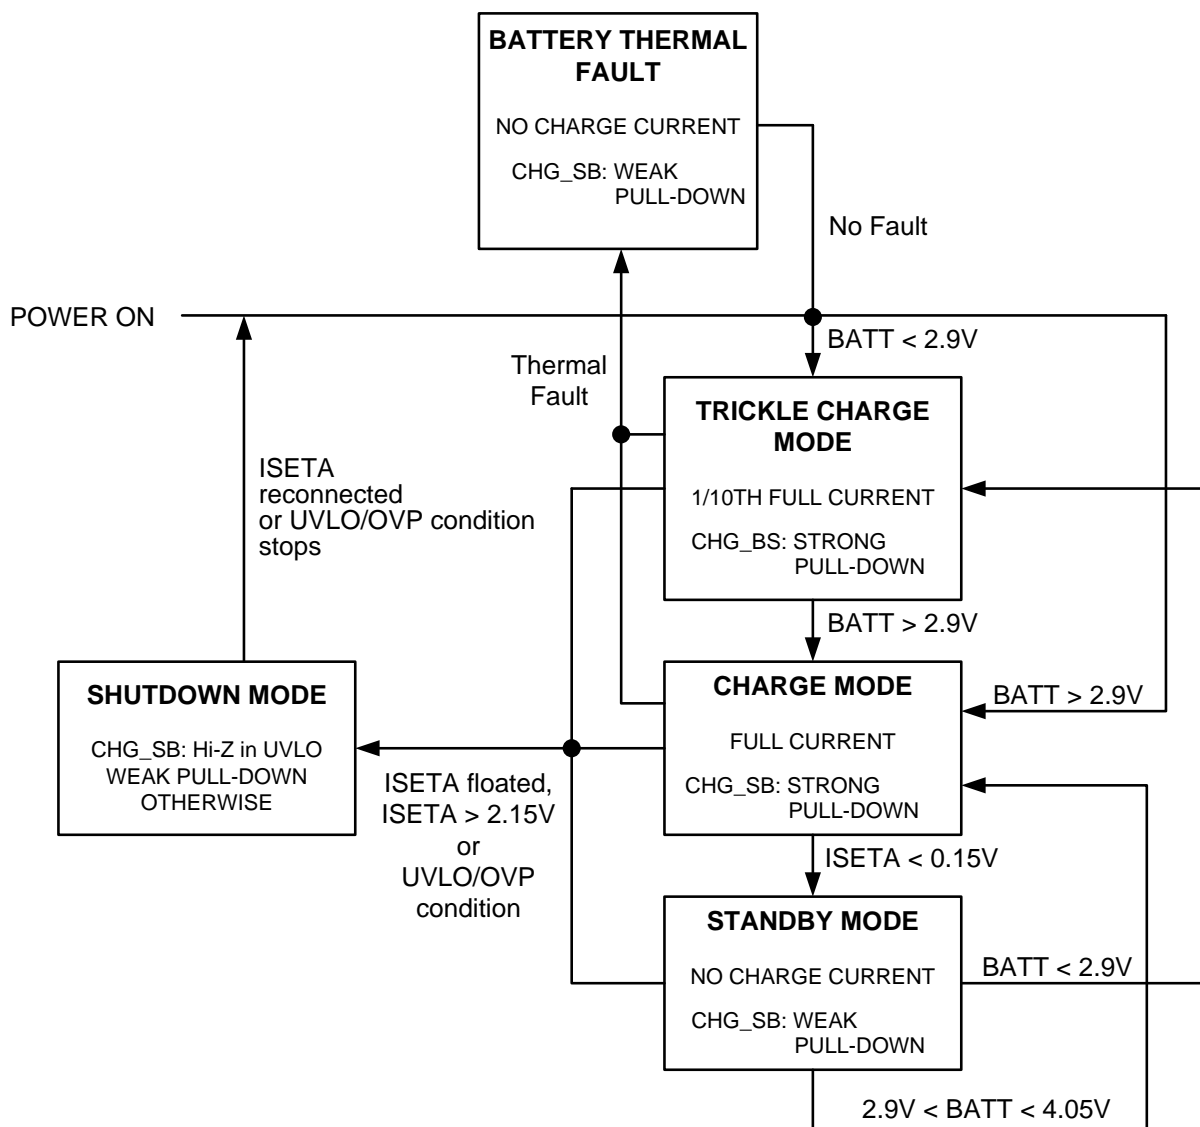 BATTERY THERMAL
FAULT
NO CHARGE CURRENT
CHG_SB: WEAK
PULL-DOWN
No Fault
POWER ON
BATT < 2.9V
Thermal
Fault
TRICKLE CHARGE
MODE
1/10TH FULL CURRENT
CHG_BS: STRONG
PULL-DOWN
ISETA
reconnected
or UVLO/OVP condition
stops
BATT > 2.9V
SHUTDOWN MODE
CHG_SB: Hi-Z in UVLO
WEAK PULL-DOWN
OTHERWISE
CHARGE MODE
FULL CURRENT
CHG_SB: STRONG
PULL-DOWN
BATT > 2.9V
ISETA floated,
ISETA > 2.15V
or
UVLO/OVP
condition
ISETA < 0.15V
STANDBY MODE
NO CHARGE CURRENT
CHG_SB: WEAK
PULL-DOWN
BATT < 2.9V
2.9V < BATT < 4.05V